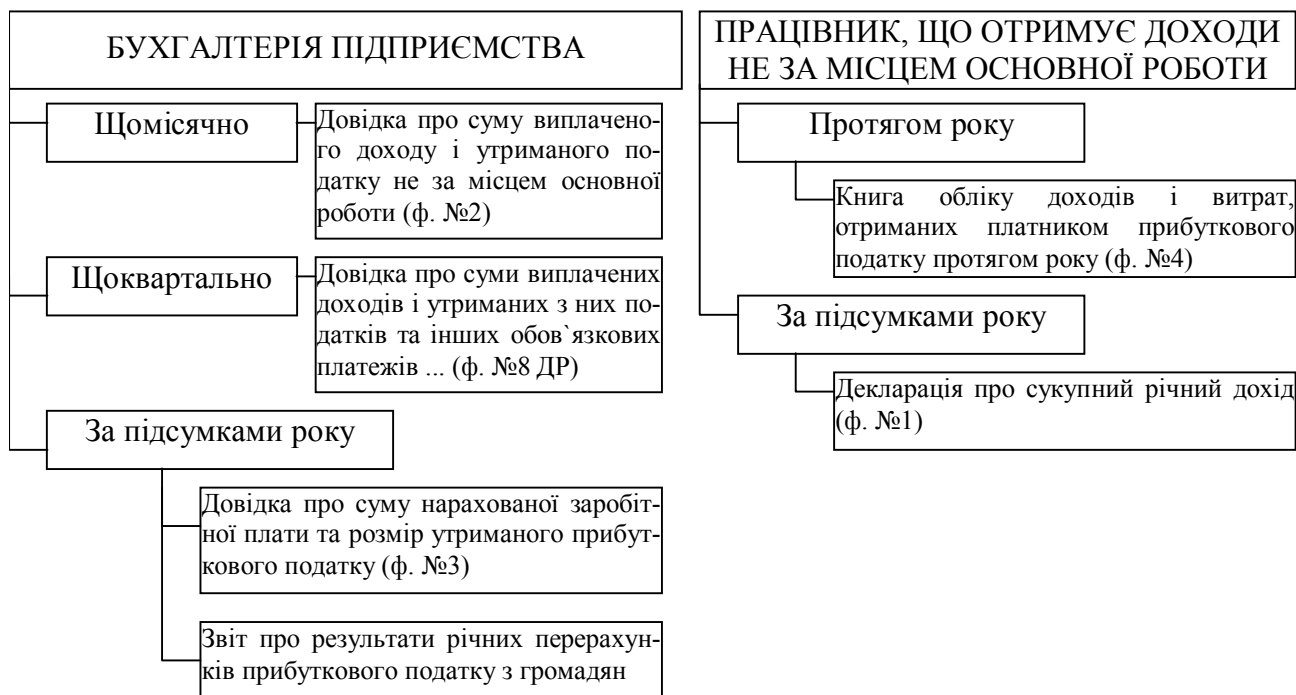 БУХГАЛТЕРІЯ ПІДПРИЄМСТВА
Щомісячно
Довідка про суму виплачено-
го доходу і утриманого по-
датку не за місцем основної
роботи (ф. №2)
Щоквартально
Довідка про суми виплачених
доходів і утриманих з них по-
датків та інших обов`язкових
платежів ... (ф. №8 ДР)
За підсумками року
Довідка про суму нарахованої заробіт-
ної плати та розмір утриманого прибут-
кового податку (ф. №3)
Звіт про результати річних перерахун-
ків прибуткового податку з громадян
ПРАЦІВНИК, ЩО ОТРИМУЄ ДОХОДИ
НЕ ЗА МІСЦЕМ ОСНОВНОЇ РОБОТИ
Протягом року
Книга обліку доходів і витрат,
отриманих платником прибуткового
податку протягом року (ф. №4)
За підсумками року
Декларація про сукупний річний дохід
(ф. №1)